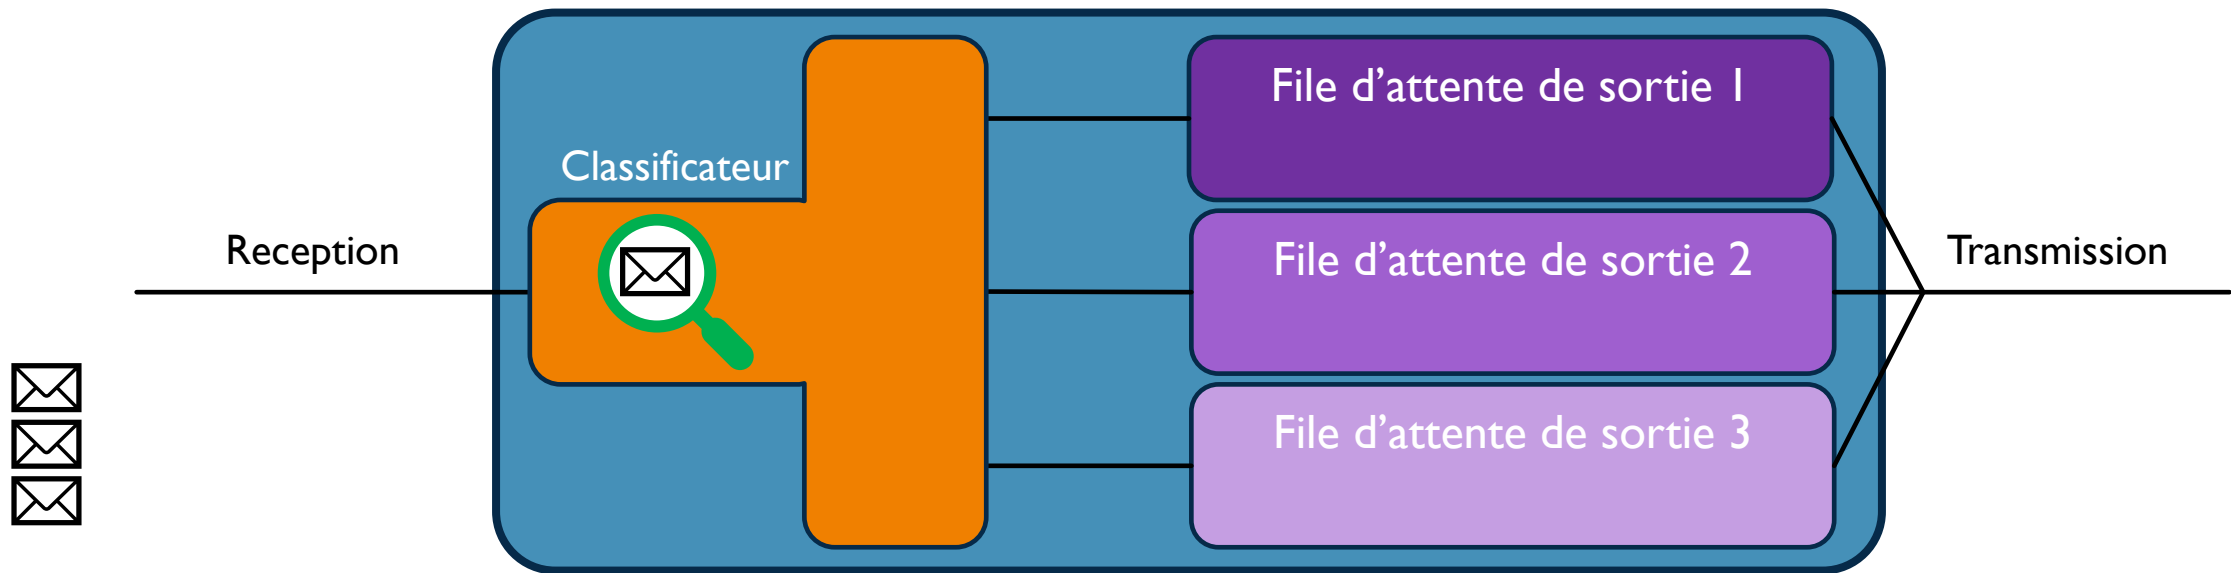 File d’attente de sortie 1
Classificateur
Reception
File d’attente de sortie 2
Transmission
File d’attente de sortie 3